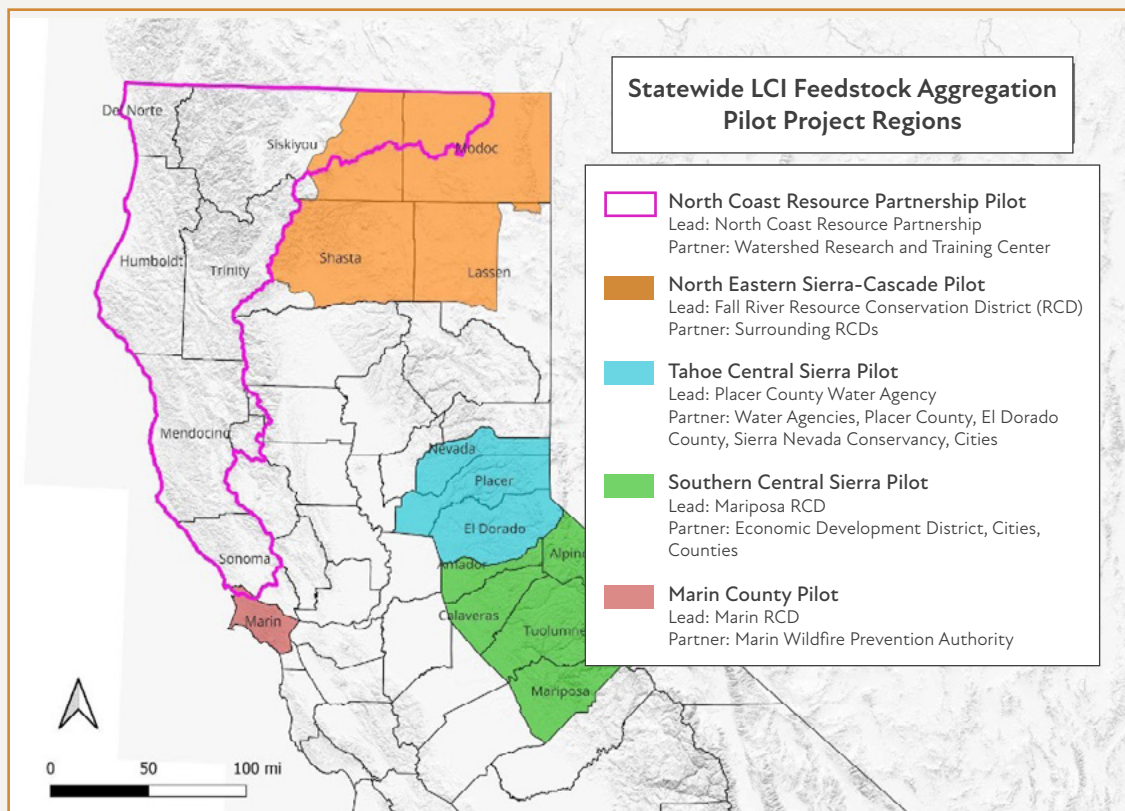 Statewide LCI Feedstock Aggregation
Pilot Project Regions
North Coast Resource Partnership Pilot
Lead: North Coast Resource Partnership
Partner: Watershed Research and Training Center
North Eastern Sierra-Cascade Pilot
Lead: Fall River Resource Conservation District (RCD)
Partner: Surrounding RCDs
Tahoe Central Sierra Pilot
Lead: Placer County Water Agency
Partner: Water Agencies, Placer County, El Dorado
County, Sierra Nevada Conservancy, Cities
Southern Central Sierra Pilot
Lead: Mariposa RCD
Partner: Economic Development District, Cities,
Counties
Marin County Pilot
Lead: Marin RCD
Partner: Marin Wildfire Prevention Authority
Del Norte
Siskiyou
Modoc
Humboldt
Trinity
Shasta
Lassen
Mendocino
Nevada
Placer
El Dorado
Sonoma
Amador
Alpine
Marin
Calaveras
Tuolumne
Mariposa
0 50 100 mi